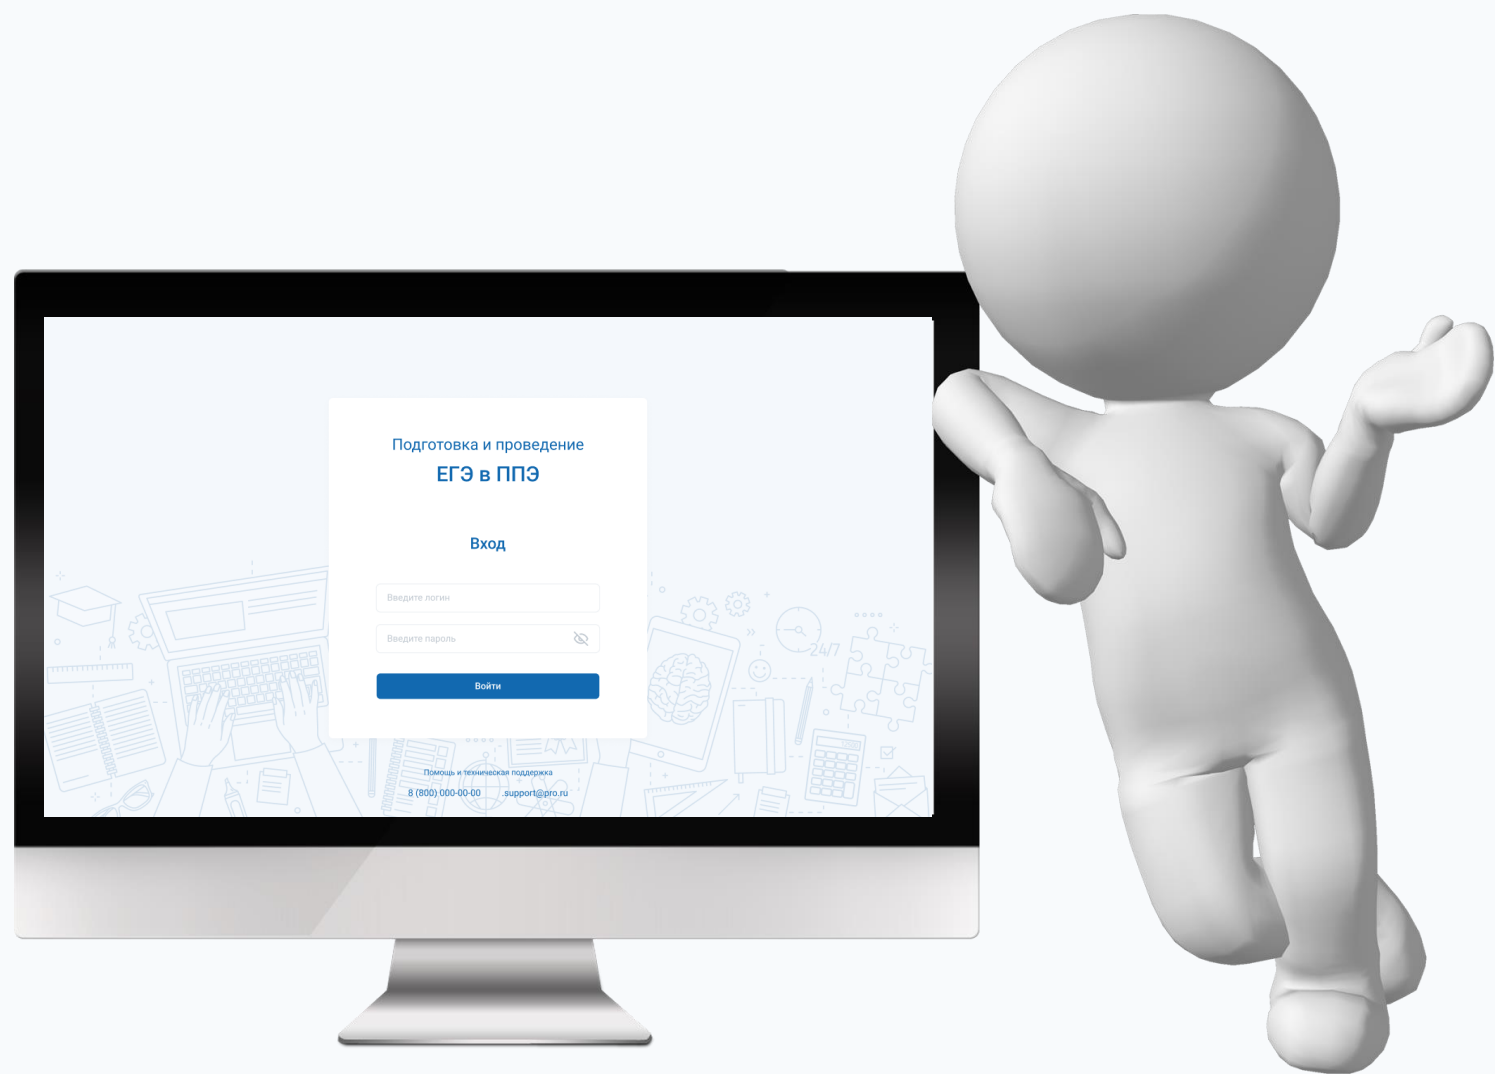 Подготовка и проведение
ЕГЭ в ППЭ
Вход
Введите логин
Введите пароль
Войти
24/7
Помощь и техническая поддержка
8 (800) 000-00-00 .support@pro.ru